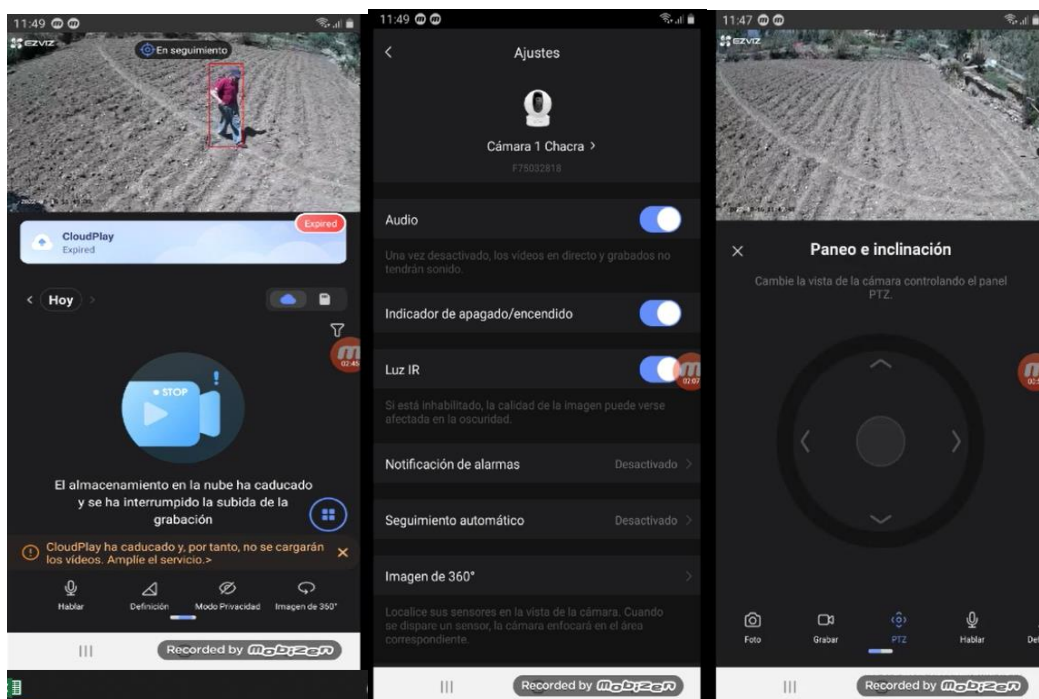 11:49
EZVIZ
En seguimiento
Expired
CloudPlay
Expired
Hoy
02:45
STOP
El almacenamiento en la nube ha caducado
y se ha interrumpido la subida de la
grabación
CloudPlay ha caducado y, por tanto, no se cargarán
los vídeos. Amplíe el servicio.>
Hablar
Definición
Modo Privacidad
Imagen de 360°
Recorded by Mobizen
11:49
Ajustes
Cámara 1 Chacra >
F75032818
Audio
Una vez desactivado, los vídeos en directo y grabados no
tendrán sonido.
Indicador de apagado/encendido
Luz IR
02:07
Si está inhabilitado, la calidad de la imagen puede verse
afectada en la oscuridad.
Notificación de alarmas
Desactivado
Seguimiento automático
Desactivado
Imagen de 360°
Localice sus sensores en la vista de la cámara. Cuando
se dispare un sensor, la cámara enfocará en el área
correspondiente.
Recorded by Mobizen
11:47
EZVIZ
Paneo e inclinación
Cambie la vista de la cámara controlando el panel
PTZ.
Foto
Grabar
PTZ
Hablar
Recorded by Mobizen